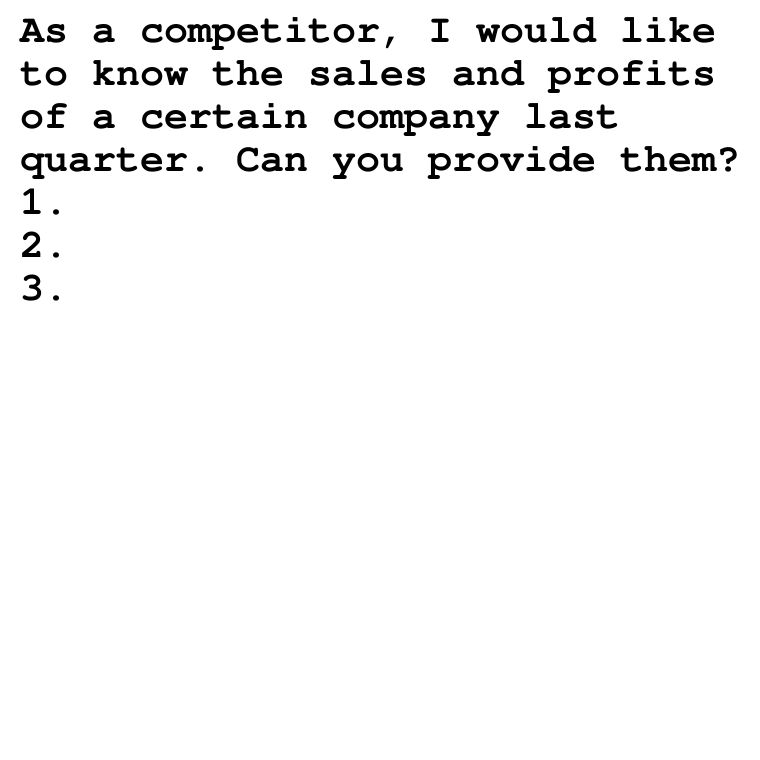 As a competitor, I would like
to know the sales and profits
of a certain company last
quarter. Can you provide them?
1.
2.
3.